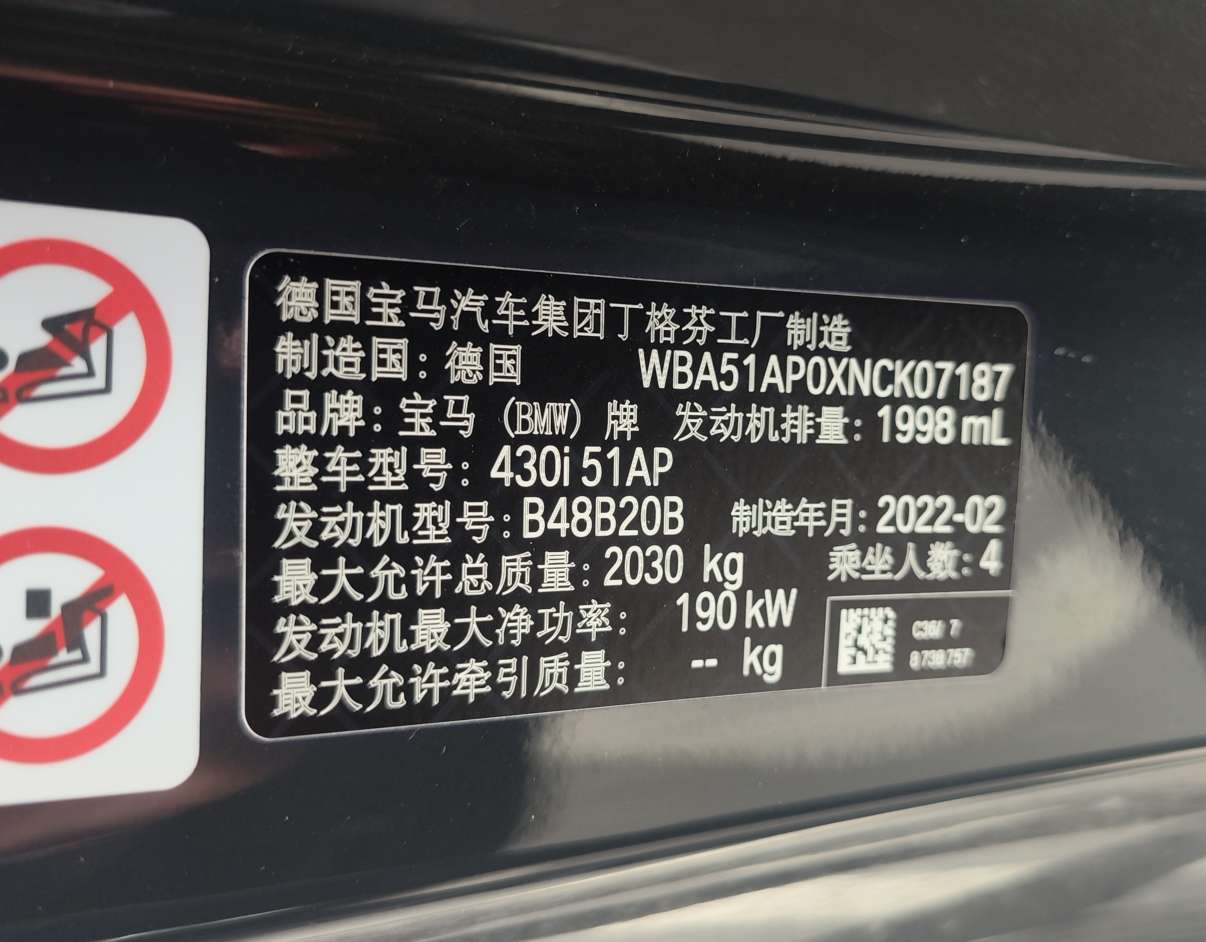 德国宝马汽车集团丁格芬工厂制造
制造国：德国 WBA51AP0XNCK07187
品牌：宝马 (BMW) 牌 发动机排量：1998 mL
整车型号：430i 51AP
发动机型号：B48B20B 制造年月：2022-02
最大允许总质量：2030 kg 乘坐人数：4
发动机最大净功率： 190 kW
最大允许牵引质量： -- kg
8738757